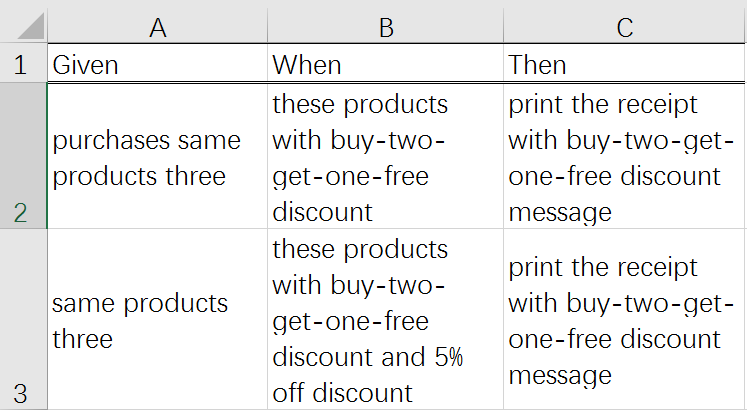 A B C
1 Given When Then
these products print the receipt
purchases same with buy-two- with buy-two-get-
products three get-one-free one-free discount
2 discount message
these products
print the receipt
with buy-two-
same products with buy-two-get-
get-one-free
three one-free discount
discount and 5%
message
3 off discount